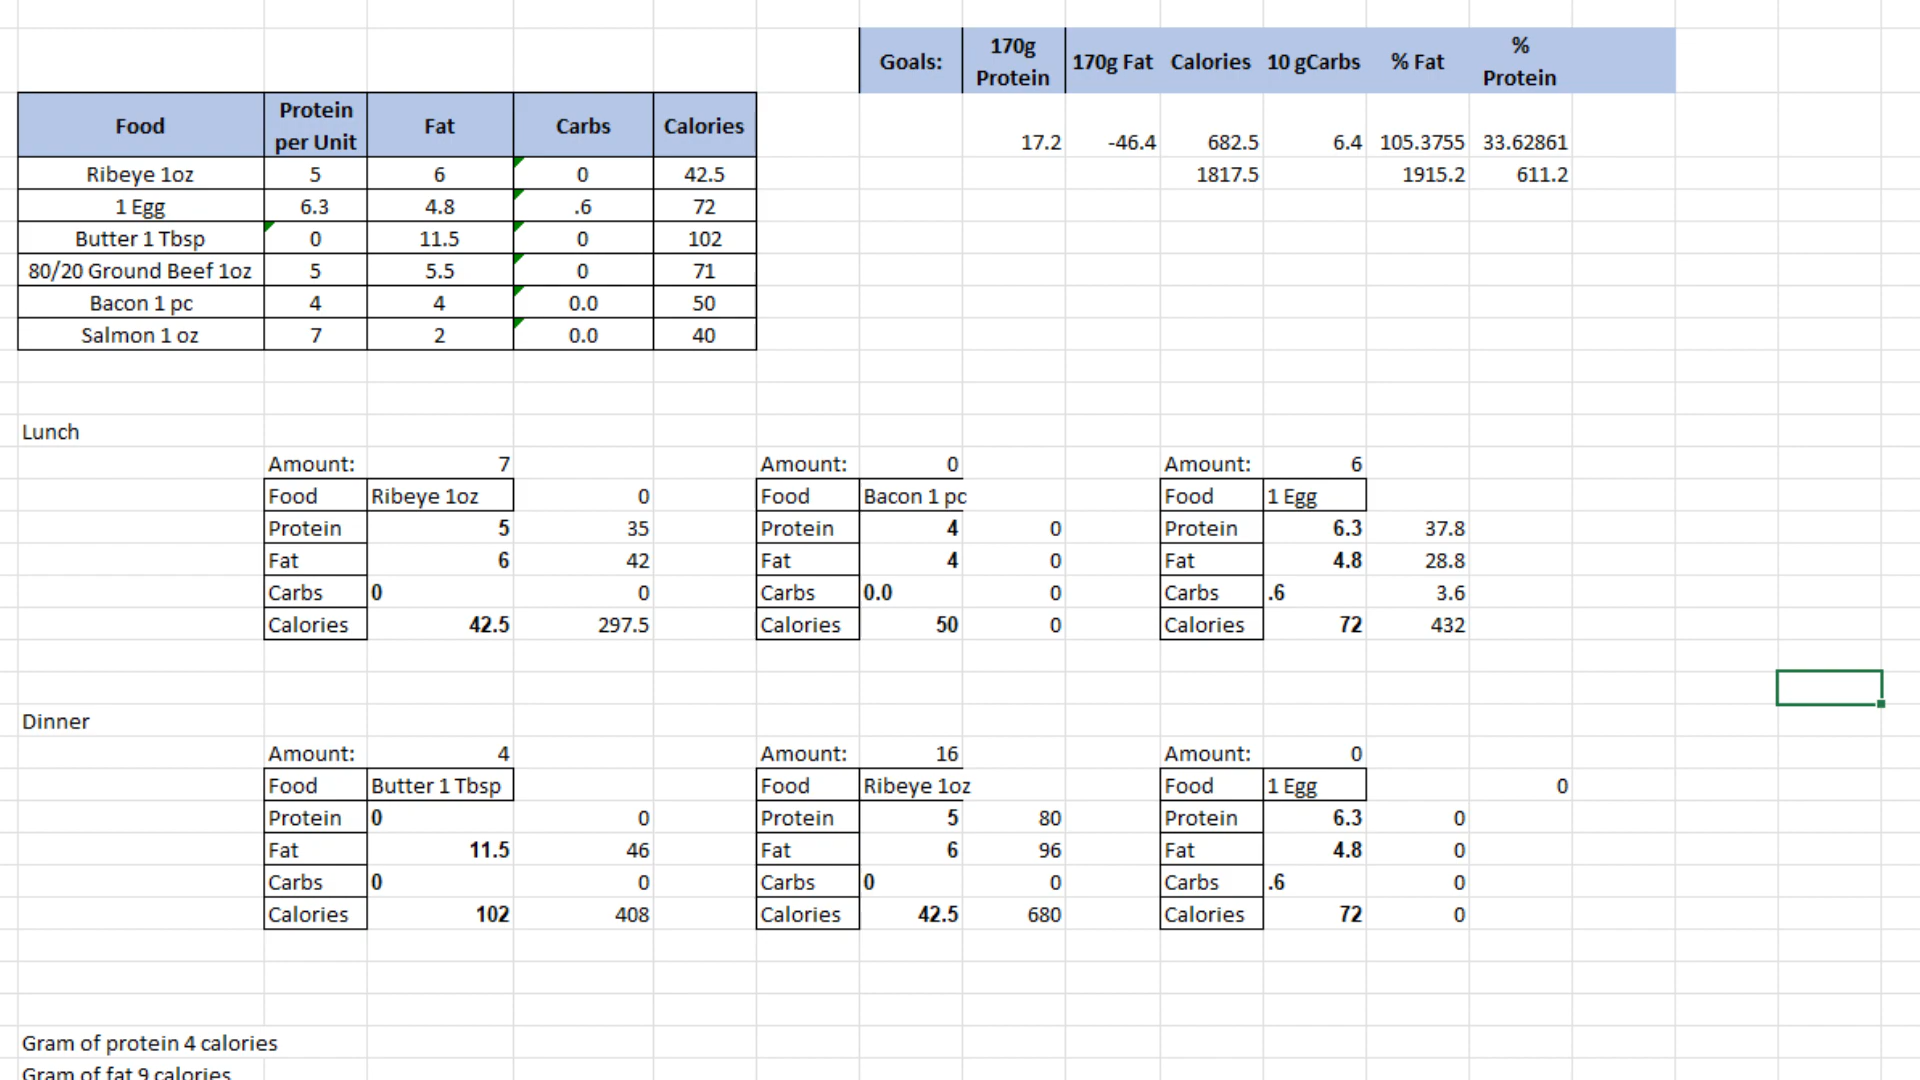 Goals: 170g Protein 170g Fat Calories 10 gCarbs % Fat % Protein
17.2 -46.4 682.5 6.4 105.3755 33.62861
1817.5 1915.2 611.2
Food Protein per Unit Fat Carbs Calories
Ribeye 1oz 5 6 0 42.5
1 Egg 6.3 4.8 .6 72
Butter 1 Tbsp 0 11.5 0 102
80/20 Ground Beef 1oz 5 5.5 0 71
Bacon 1 pc 4 4 0.0 50
Salmon 1 oz 7 2 0.0 40
Lunch
Amount: 7 Amount: 0 Amount: 6
Food Ribeye 1oz 0 Food Bacon 1 pc Food 1 Egg
Protein 5 35 Protein 4 0 Protein 6.3 37.8
Fat 6 42 Fat 4 0 Fat 4.8 28.8
Carbs 0 0 Carbs 0.0 0 Carbs .6 3.6
Calories 42.5 297.5 Calories 50 0 Calories 72 432
Dinner
Amount: 4 Amount: 16 Amount: 0
Food Butter 1 Tbsp Food Ribeye 1oz Food 1 Egg 0
Protein 0 0 Protein 5 80 Protein 6.3 0
Fat 11.5 46 Fat 6 96 Fat 4.8 0
Carbs 0 0 Carbs 0 0 Carbs .6 0
Calories 102 408 Calories 42.5 680 Calories 72 0
Gram of protein 4 calories
Gram of fat 9 calories